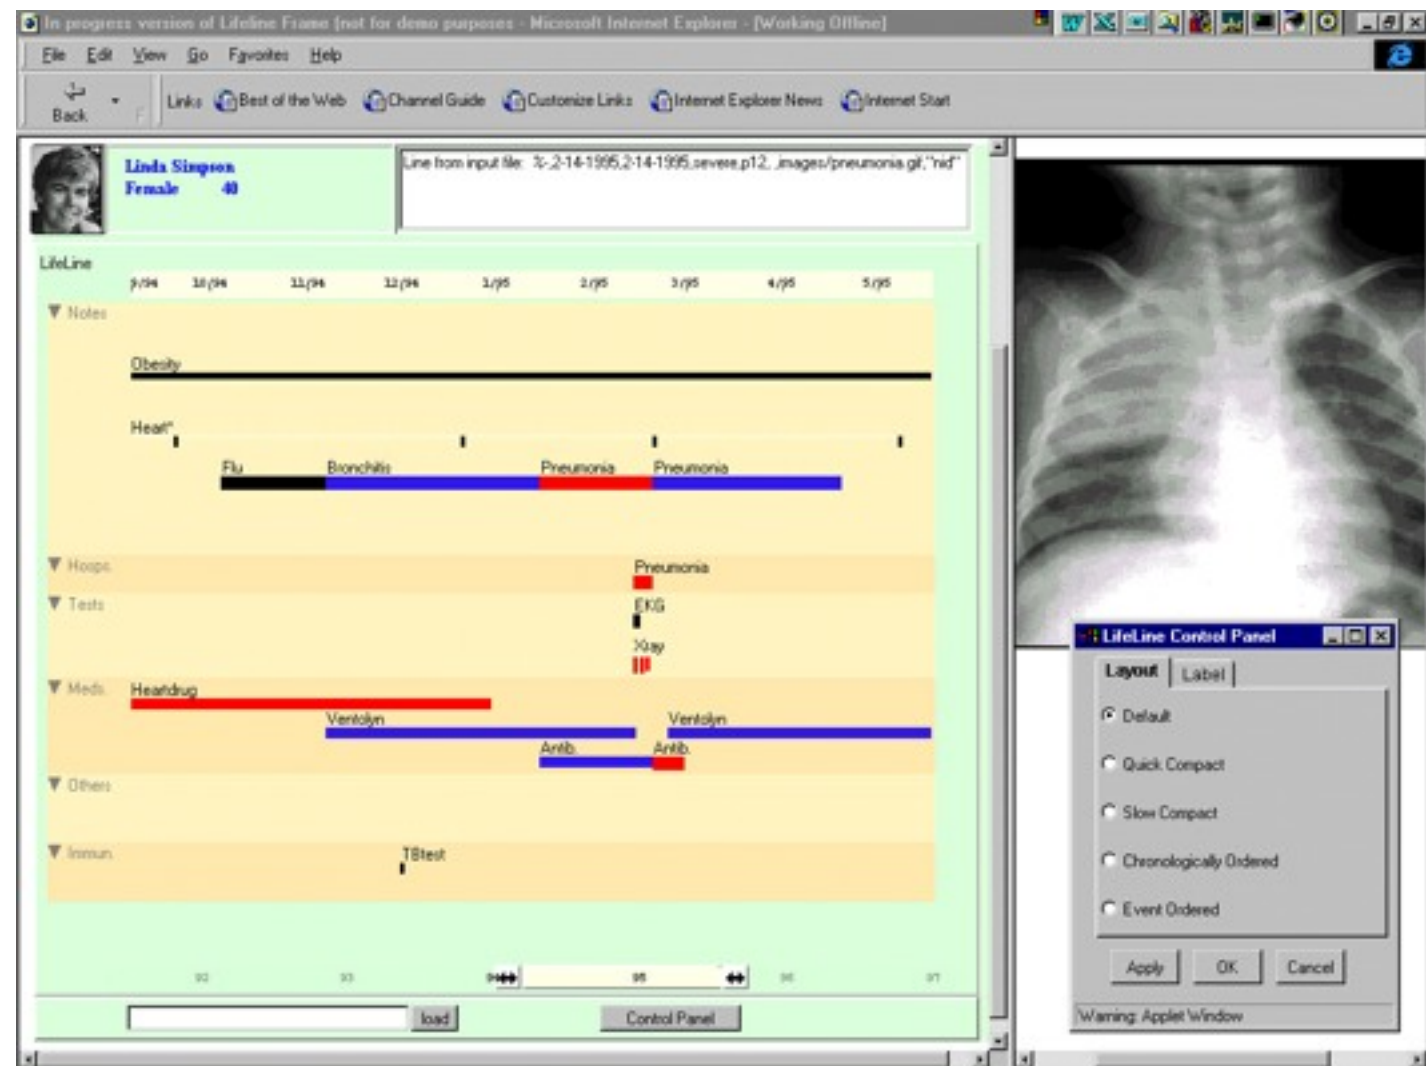 In progress version of Lifeline Frame (not for demo purposes - Microsoft Internet Explorer - [Working Offline]
File Edit View Go Favorites Help
Back Links Best of the Web Channel Guide Customize Links Internet Explorer News Internet Start
Linda Simpson
Female 40
Line from input file: %-,2-14-1995,2-14-1995,severe,p12, ,images/pneumonia.gif,"nid"
LifeLine
9/94 10/94 11/94 12/94 1/95 2/95 3/95 4/95 5/95
Notes
Obesity
Heart*
Flu Bronchitis Pneumonia Pneumonia
Hosps. Pneumonia
Tests EKG
Xray
Meds. Heartdrug
Ventolyn Ventolyn
Antib. Antib.
Others
Immun. TBtest
92 93 94 95 96 97
load Control Panel
LifeLine Control Panel
Layout Label
Default
Quick Compact
Slow Compact
Chronologically Ordered
Event Ordered
Apply OK Cancel
Warning: Applet Window